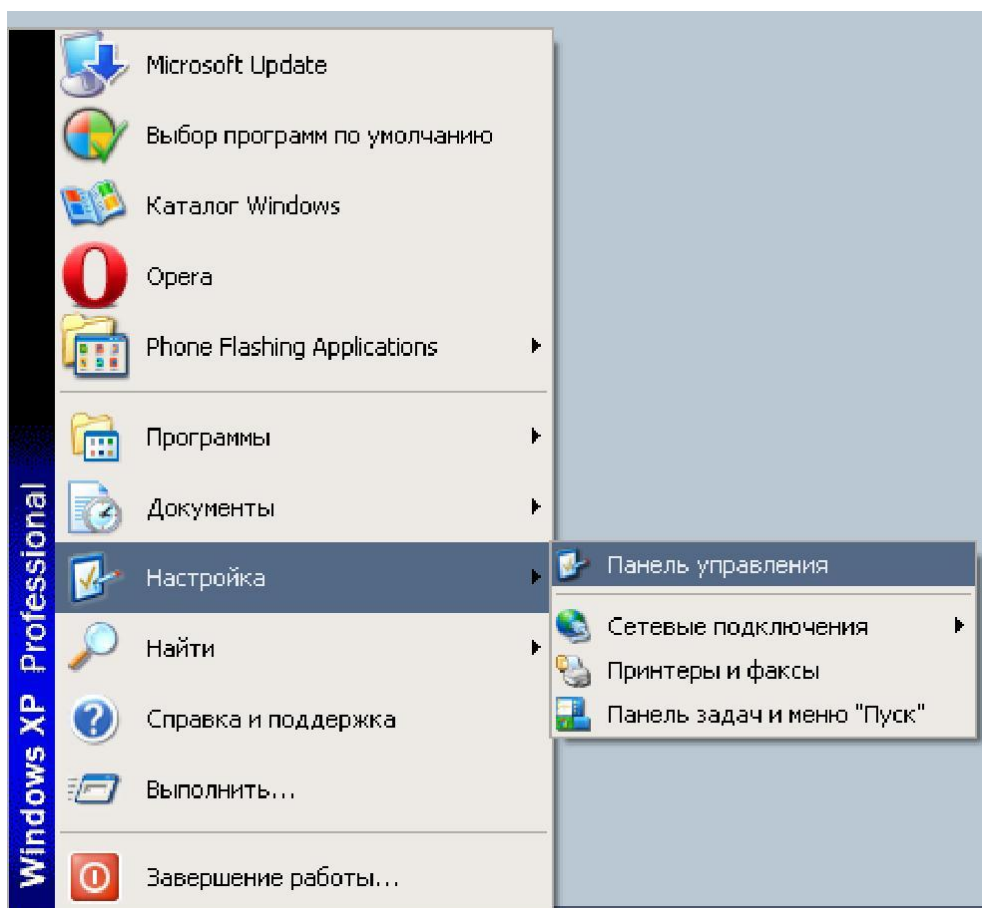 Microsoft Update
Выбор программ по умолчанию
Каталог Windows
Opera
Phone Flashing Applications
Программы
Документы
Настройка
Найти
Справка и поддержка
Выполнить...
Завершение работы...
Панель управления
Сетевые подключения
Принтеры и факсы
Панель задач и меню "Пуск"
Windows XP Professional